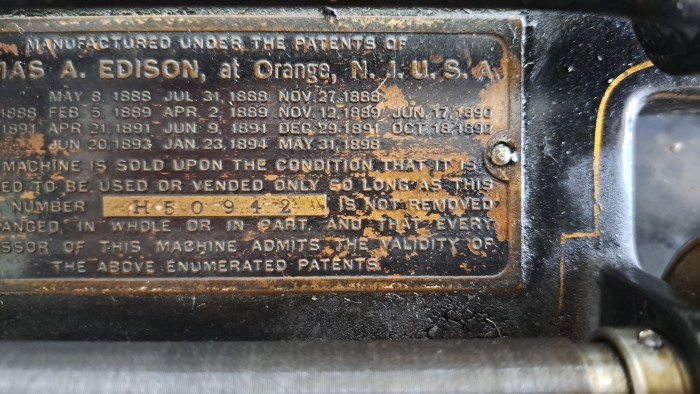 MANUFACTURED UNDER THE PATENTS OF
MAS A. EDISON, at Orange, N. J. U. S. A.
MAY 8, 1888 JUL. 31, 1888 NOV. 27, 1888
1888 FEB 5, 1889 APR. 2, 1889 NOV. 12, 1889 JUN. 17, 1890
1891 APR 21, 1891 JUN 9, 1891 DEC. 29, 1891 OCT. 18, 1892
JUN 20, 1893 JAN. 23, 1894 MAY 31, 1898
MACHINE IS SOLD UPON THE CONDITION THAT IT IS
ED TO BE USED OR VENDED ONLY SO LONG AS THIS
NUMBER H50942 IS NOT REMOVED
ANGED, IN WHOLE OR IN PART, AND THAT EVERY
SSOR OF THIS MACHINE ADMITS THE VALIDITY OF
THE ABOVE ENUMERATED PATENTS